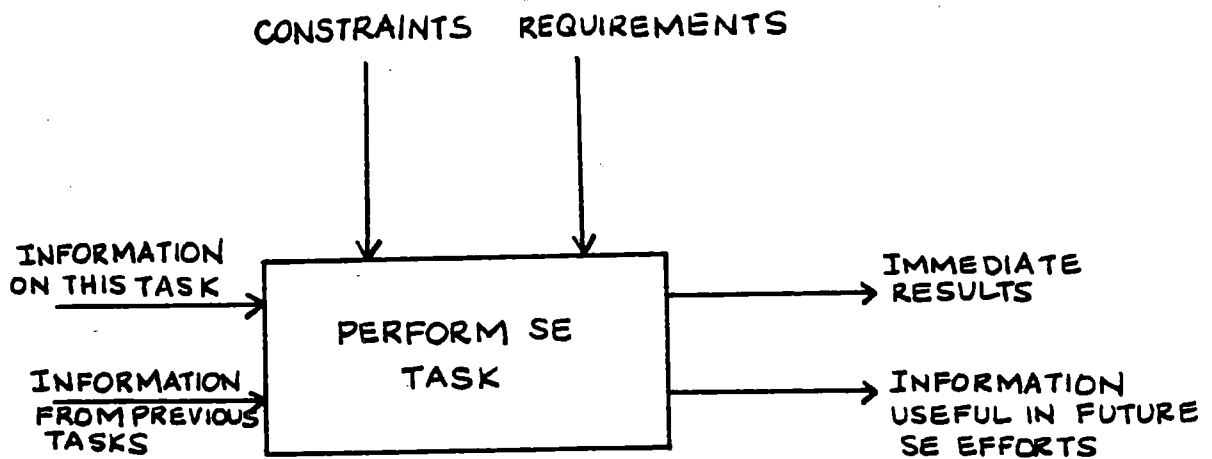 CONSTRAINTS REQUIREMENTS
INFORMATION
ON THIS TASK
IMMEDIATE
RESULTS
PERFORM SE
TASK
INFORMATION
FROM PREVIOUS
TASKS
INFORMATION
USEFUL IN FUTURE
SE EFFORTS